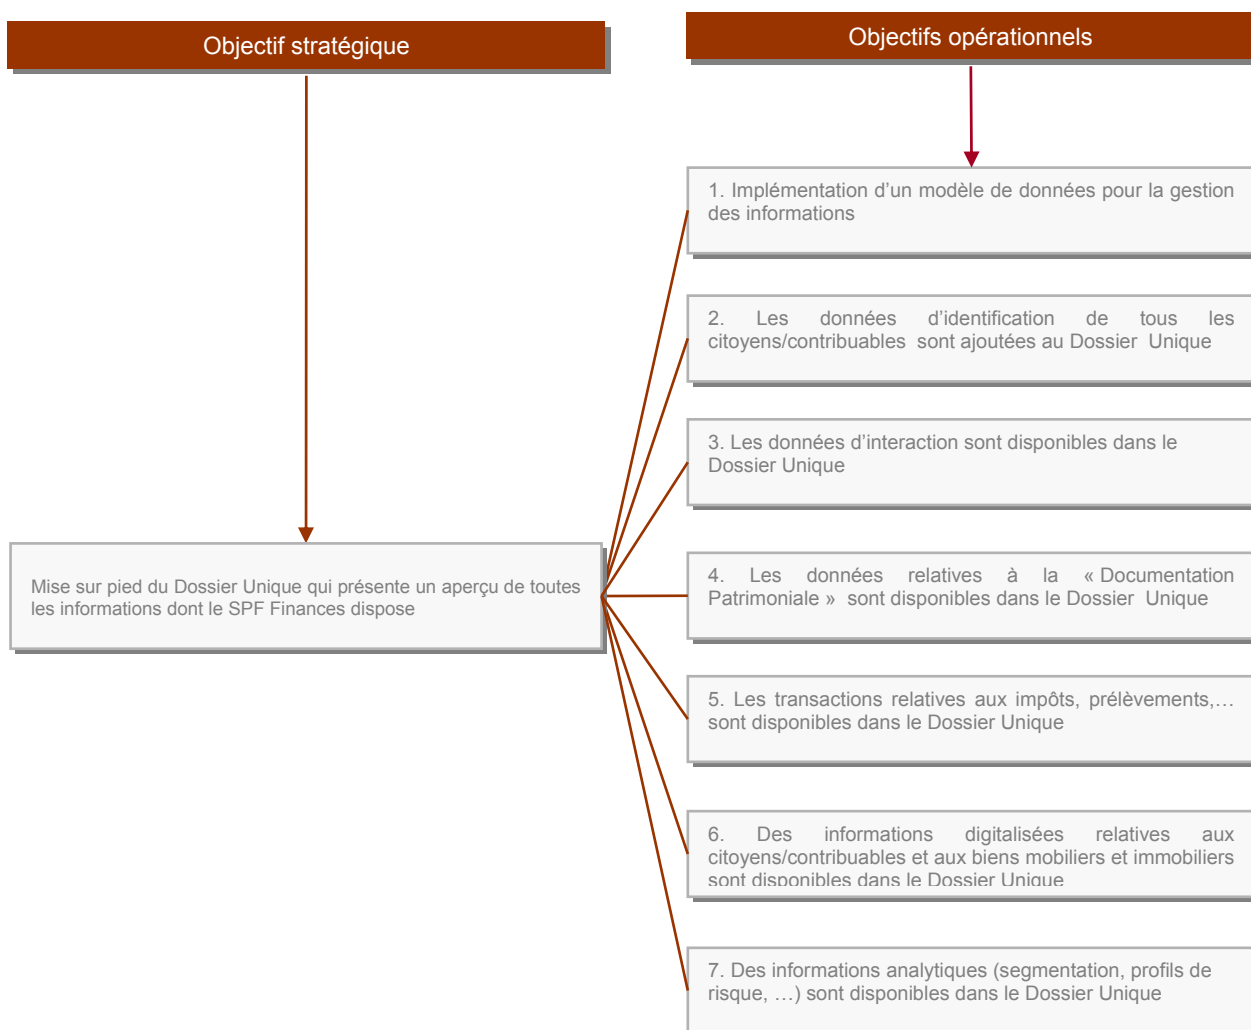 Objectif stratégique
Objectifs opérationnels
1. Implémentation d’un modèle de données pour la gestion
des informations
2. Les données d’identification de tous les
citoyens/contribuables sont ajoutées au Dossier Unique
3. Les données d’interaction sont disponibles dans le
Dossier Unique
Mise sur pied du Dossier Unique qui présente un aperçu de toutes
les informations dont le SPF Finances dispose
4. Les données relatives à la « Documentation
Patrimoniale » sont disponibles dans le Dossier Unique
5. Les transactions relatives aux impôts, prélèvements,…
sont disponibles dans le Dossier Unique
6. Des informations digitalisées relatives aux
citoyens/contribuables et aux biens mobiliers et immobiliers
sont disponibles dans le Dossier Unique
7. Des informations analytiques (segmentation, profils de
risque, …) sont disponibles dans le Dossier Unique